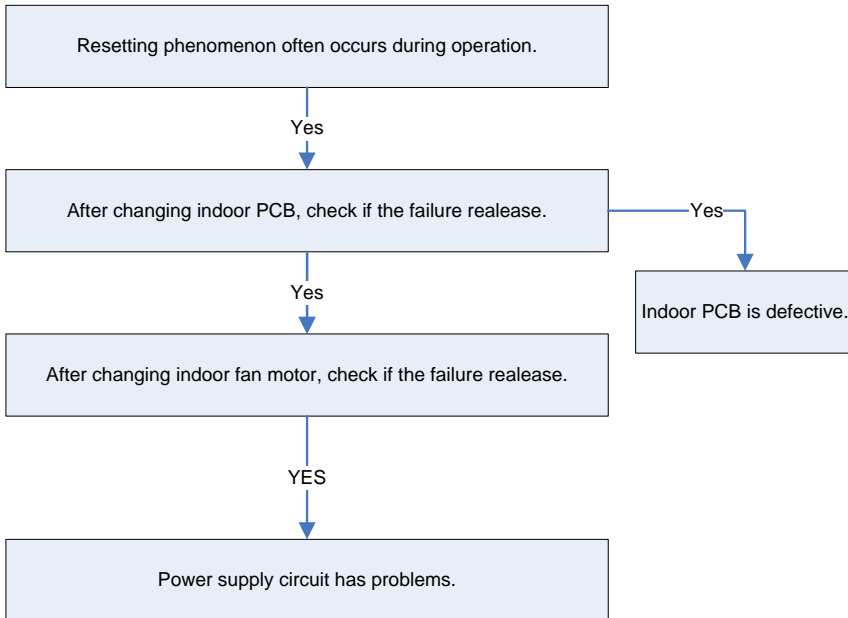 Resetting phenomenon often occurs during operation.
Yes
After changing indoor PCB, check if the failure realease.
Yes
Indoor PCB is defective.
Yes
After changing indoor fan motor, check if the failure realease.
YES
Power supply circuit has problems.